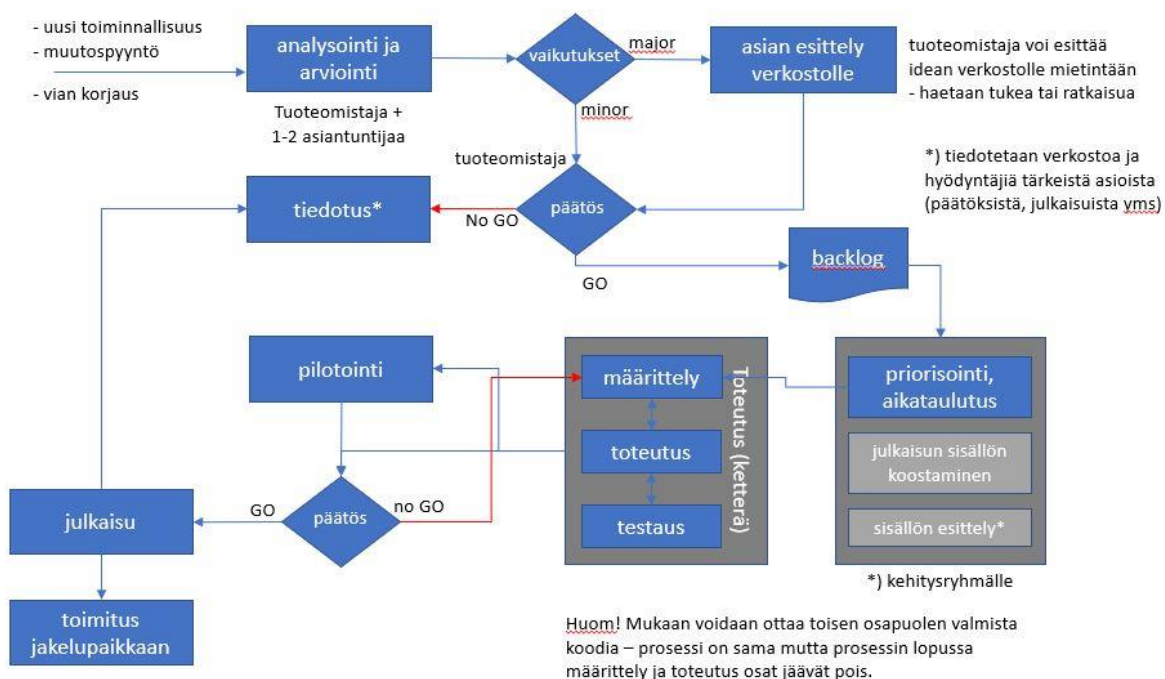 - uusi toiminnallisuus
- muutospyyntö
- vian korjaus
analysointi ja
arviointi
Tuoteomistaja +
1-2 asiantuntijaa
vaikutukset
major
minor
asian esittely
verkostolle
tuoteomistaja voi esittää
idean verkostolle mietintään
- haetaan tukea tai ratkaisua
*) tiedotetaan verkostoa ja
hyödyntäjiä tärkeistä asioista
(päätöksistä, julkaisuista yms)
tuoteomistaja
päätös
No GO
tiedotus*
GO
backlog
priorisointi,
aikataulutus
julkaisun sisällön
koostaminen
sisällön esittely*
*) kehitysryhmälle
Toteutus (ketterä)
määrittely
toteutus
testaus
pilotointi
päätös
no GO
GO
julkaisu
toimitus
jakelupaikkaan
Huom! Mukaan voidaan ottaa toisen osapuolen valmista
koodia – prosessi on sama mutta prosessin lopussa
määrittely ja toteutus osat jäävät pois.